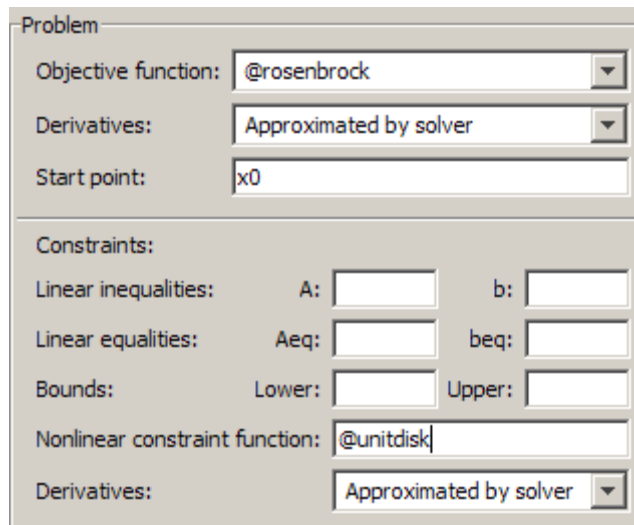 Problem
Objective function: @rosenbrock
Derivatives: Approximated by solver
Start point: x0
Constraints:
Linear inequalities: A: b:
Linear equalities: Aeq: beq:
Bounds: Lower: Upper:
Nonlinear constraint function: @unitdisk
Derivatives: Approximated by solver